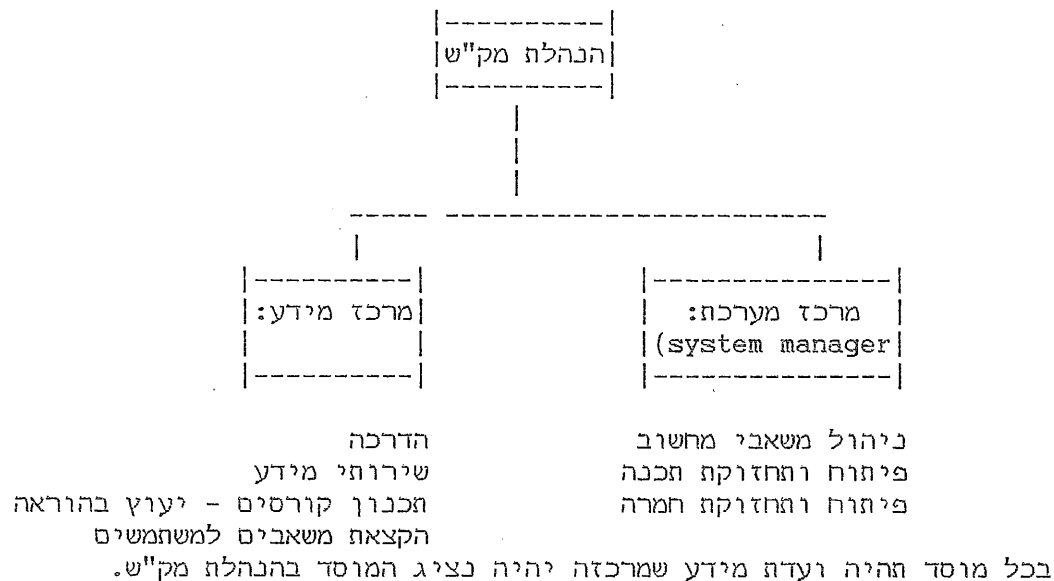 הנהלת מק"ש
מרכז מערכת: מרכז מידע:
(system manager
ניהול משאבי מחשוב הדרכה
פיתוח ותחזוקת תכנה שירותי מידע
פיתוח ותחזוקת חמרה תכנון קורסים - יעוץ בהוראה
הקצאת משאבים למשתמשים
בכל מוסד תהיה ועדת מידע שמרכזה יהיה נציג המוסד בהנהלת מק"ש.